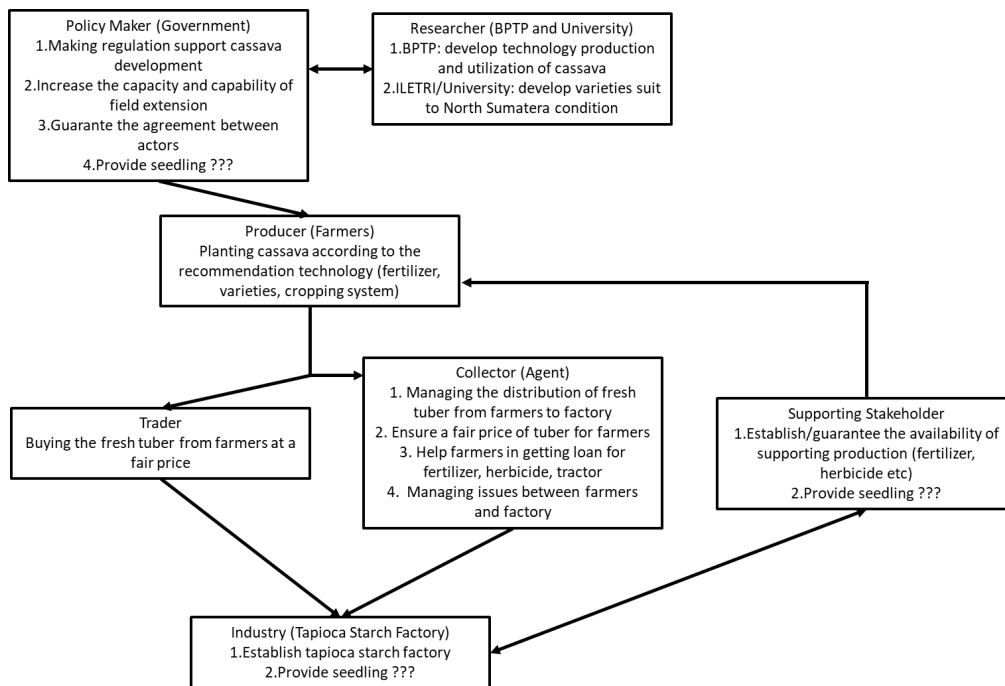 Policy Maker (Government)
1.Making regulation support cassava
development
2.Increase the capacity and capability of
field extension
3.Guarante the agreement between
actors
4.Provide seedling ???
Researcher (BPTP and University)
1.BPTP: develop technology production
and utilization of cassava
2.ILETRI/University: develop varieties suit
to North Sumatera condition
Producer (Farmers)
Planting cassava according to the
recommendation technology (fertilizer,
varieties, cropping system)
Collector (Agent)
1. Managing the distribution of fresh
tuber from farmers to factory
2. Ensure a fair price of tuber for farmers
3. Help farmers in getting loan for
fertilizer, herbicide, tractor
4. Managing issues between farmers
and factory
Trader
Buying the fresh tuber from farmers at a
fair price
Supporting Stakeholder
1.Establish/guarantee the availability of
supporting production (fertilizer,
herbicide etc)
2.Provide seedling ???
Industry (Tapioca Starch Factory)
1.Establish tapioca starch factory
2.Provide seedling ???